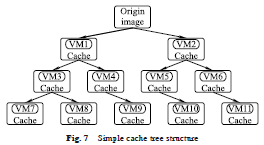 Origin
image
VM1
Cache
VM2
Cache
VM3
Cache
VM4
Cache
VM5
Cache
VM6
Cache
VM7
Cache
VM8
Cache
VM9
Cache
VM10
Cache
VM11
Cache
Fig. 7 Simple cache tree structure